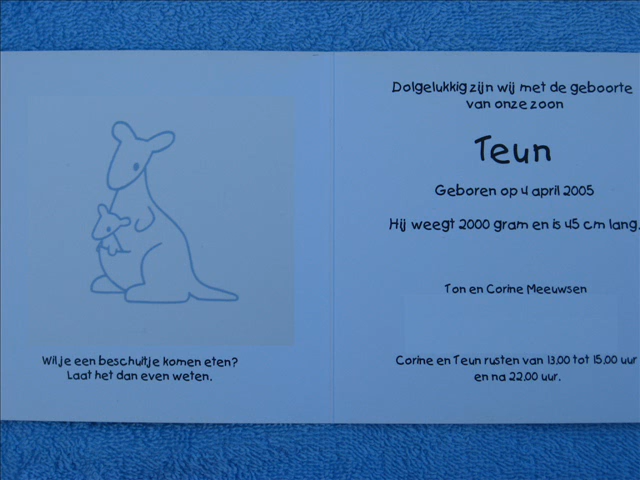 Wil je een beschuitje komen eten?
Laat het dan even weten.
Dolgelukkig zijn wij met de geboorte
van onze zoon
Teun
Geboren op 4 april 2005
Hij weegt 2000 gram en is 45 cm lang.
Ton en Corine Meeuwsen
Corine en Teun rusten van 13.00 tot 15.00 uur
en na 22.00 uur.